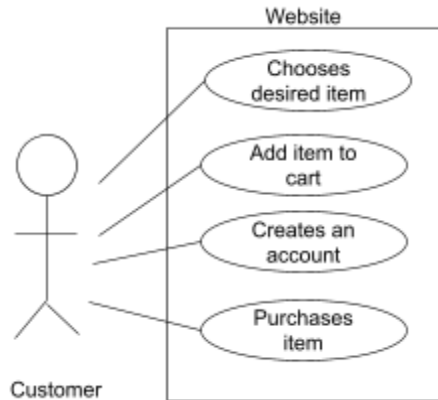 Website
Chooses
desired item
Add item to
cart
Creates an
account
Purchases
item
Customer